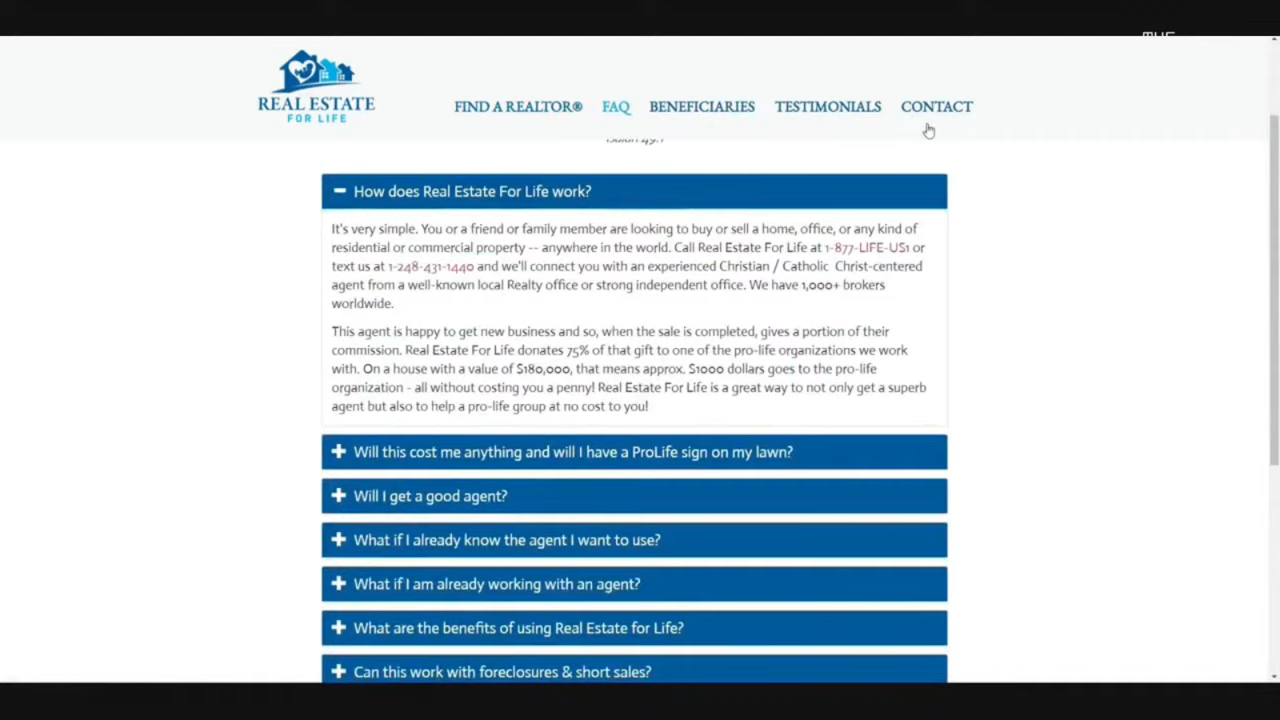 REAL ESTATE
FOR LIFE
FIND A REALTOR®
FAQ
BENEFICIARIES
TESTIMONIALS
CONTACT
How does Real Estate For Life work?
It's very simple. You or a friend or family member are looking to buy or sell a home, office, or any kind of
residential or commercial property -- anywhere in the world. Call Real Estate For Life at 1-877-LIFE-US1 or
text us at 1-248-431-1440 and we'll connect you with an experienced Christian / Catholic Christ-centered
agent from a well-known local Realty office or strong independent office. We have 1,000+ brokers
worldwide.
This agent is happy to get new business and so, when the sale is completed, gives a portion of their
commission. Real Estate For Life donates 75% of that gift to one of the pro-life organizations we work
with. On a house with a value of $180,000, that means approx. $1000 dollars goes to the pro-life
organization - all without costing you a penny! Real Estate For Life is a great way to not only get a superb
agent but also to help a pro-life group at no cost to you!
Will this cost me anything and will I have a ProLife sign on my lawn?
Will I get a good agent?
What if I already know the agent I want to use?
What if I am already working with an agent?
What are the benefits of using Real Estate for Life?
Can this work with foreclosures & short sales?